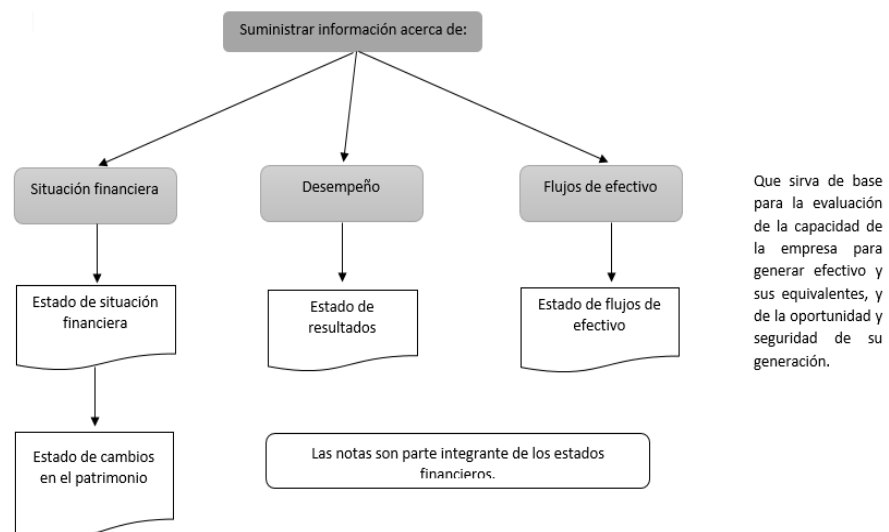 Suministrar información acerca de:
Situación financiera
Desempeño
Flujos de efectivo
Que sirva de base
para la evaluación
de la capacidad de
la empresa para
generar efectivo y
sus equivalentes, y
de la oportunidad y
seguridad de su
generación.
Estado de situación
financiera
Estado de
resultados
Estado de flujos de
efectivo
Estado de cambios
en el patrimonio
Las notas son parte integrante de los estados
financieros.